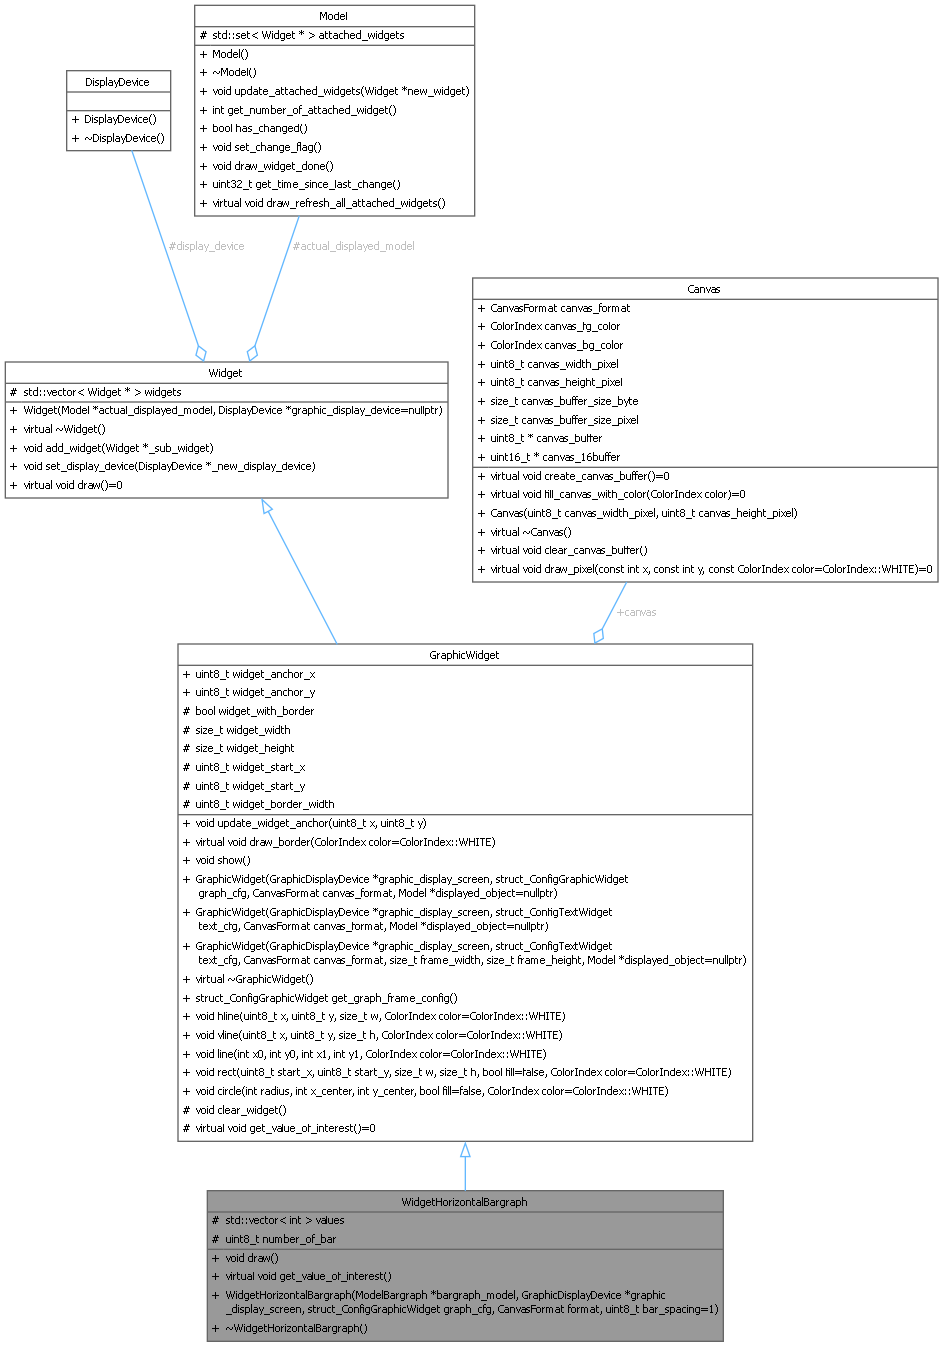 Model
# std::set< Widget * > attached_widgets
+ Model()
+ ~Model()
+ void update_attached_widgets(Widget *new_widget)
+ int get_number_of_attached_widget()
+ bool has_changed()
+ void set_change_flag()
+ void draw_widget_done()
+ uint32_t get_time_since_last_change()
+ virtual void draw_refresh_all_attached_widgets()
DisplayDevice
+ DisplayDevice()
+ ~DisplayDevice()
#display_device
#actual_displayed_model
Canvas
+ CanvasFormat canvas_format
+ ColorIndex canvas_fg_color
+ ColorIndex canvas_bg_color
+ uint8_t canvas_width_pixel
+ uint8_t canvas_height_pixel
+ size_t canvas_buffer_size_byte
+ size_t canvas_buffer_size_pixel
+ uint8_t * canvas_buffer
+ uint16_t * canvas_16buffer
+ virtual void create_canvas_buffer()=0
+ virtual void fill_canvas_with_color(ColorIndex color)=0
+ Canvas(uint8_t canvas_width_pixel, uint8_t canvas_height_pixel)
+ virtual ~Canvas()
+ virtual void clear_canvas_buffer()
+ virtual void draw_pixel(const int x, const int y, const ColorIndex color=ColorIndex::WHITE)=0
Widget
# std::vector< Widget * > widgets
+ Widget(Model *actual_displayed_model, DisplayDevice *graphic_display_device=nullptr)
+ virtual ~Widget()
+ void add_widget(Widget *_sub_widget)
+ void set_display_device(DisplayDevice *_new_display_device)
+ virtual void draw()=0
+canvas
GraphicWidget
+ uint8_t widget_anchor_x
+ uint8_t widget_anchor_y
# bool widget_with_border
# size_t widget_width
# size_t widget_height
# uint8_t widget_start_x
# uint8_t widget_start_y
# uint8_t widget_border_width
+ void update_widget_anchor(uint8_t x, uint8_t y)
+ virtual void draw_border(ColorIndex color=ColorIndex::WHITE)
+ void show()
+ GraphicWidget(GraphicDisplayDevice *graphic_display_screen, struct_ConfigGraphicWidget
graph_cfg, CanvasFormat canvas_format, Model *displayed_object=nullptr)
+ GraphicWidget(GraphicDisplayDevice *graphic_display_screen, struct_ConfigTextWidget
text_cfg, CanvasFormat canvas_format, Model *displayed_object=nullptr)
+ GraphicWidget(GraphicDisplayDevice *graphic_display_screen, struct_ConfigTextWidget
text_cfg, CanvasFormat canvas_format, size_t frame_width, size_t frame_height, Model *displayed_object=nullptr)
+ virtual ~GraphicWidget()
+ struct_ConfigGraphicWidget get_graph_frame_config()
+ void hline(uint8_t x, uint8_t y, size_t w, ColorIndex color=ColorIndex::WHITE)
+ void vline(uint8_t x, uint8_t y, size_t h, ColorIndex color=ColorIndex::WHITE)
+ void line(int x0, int y0, int x1, int y1, ColorIndex color=ColorIndex::WHITE)
+ void rect(uint8_t start_x, uint8_t start_y, size_t w, size_t h, bool fill=false, ColorIndex color=ColorIndex::WHITE)
+ void circle(int radius, int x_center, int y_center, bool fill=false, ColorIndex color=ColorIndex::WHITE)
# void clear_widget()
# virtual void get_value_of_interest()=0
WidgetHorizontalBargraph
# std::vector< int > values
# uint8_t number_of_bar
+ void draw()
+ virtual void get_value_of_interest()
+ WidgetHorizontalBargraph(ModelBargraph *bargraph_model, GraphicDisplayDevice *graphic
_display_screen, struct_ConfigGraphicWidget graph_cfg, CanvasFormat format, uint8_t bar_spacing=1)
+ ~WidgetHorizontalBargraph()